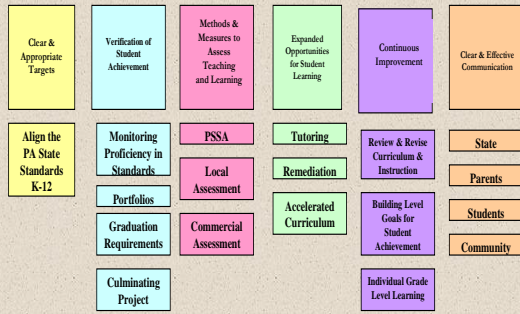 Clear &
Appropriate
Targets
Verification of
Student
Achievement
Methods &
Measures to
Assess
Teaching
and Learning
Expanded
Opportunities
for Student
Learning
Continuous
Improvement
Clear & Effective
Communication
Align the
PA State
Standards
K-12
Monitoring
Proficiency in
Standards
Portfolios
Graduation
Requirements
Culminating
Project
PSSA
Local
Assessment
Commercial
Assessment
Tutoring
Remediation
Accelerated
Curriculum
Review & Revise
Curriculum &
Instruction
Building Level
Goals for
Student
Achievement
Individual Grade
Level Learning
State
Parents
Students
Community